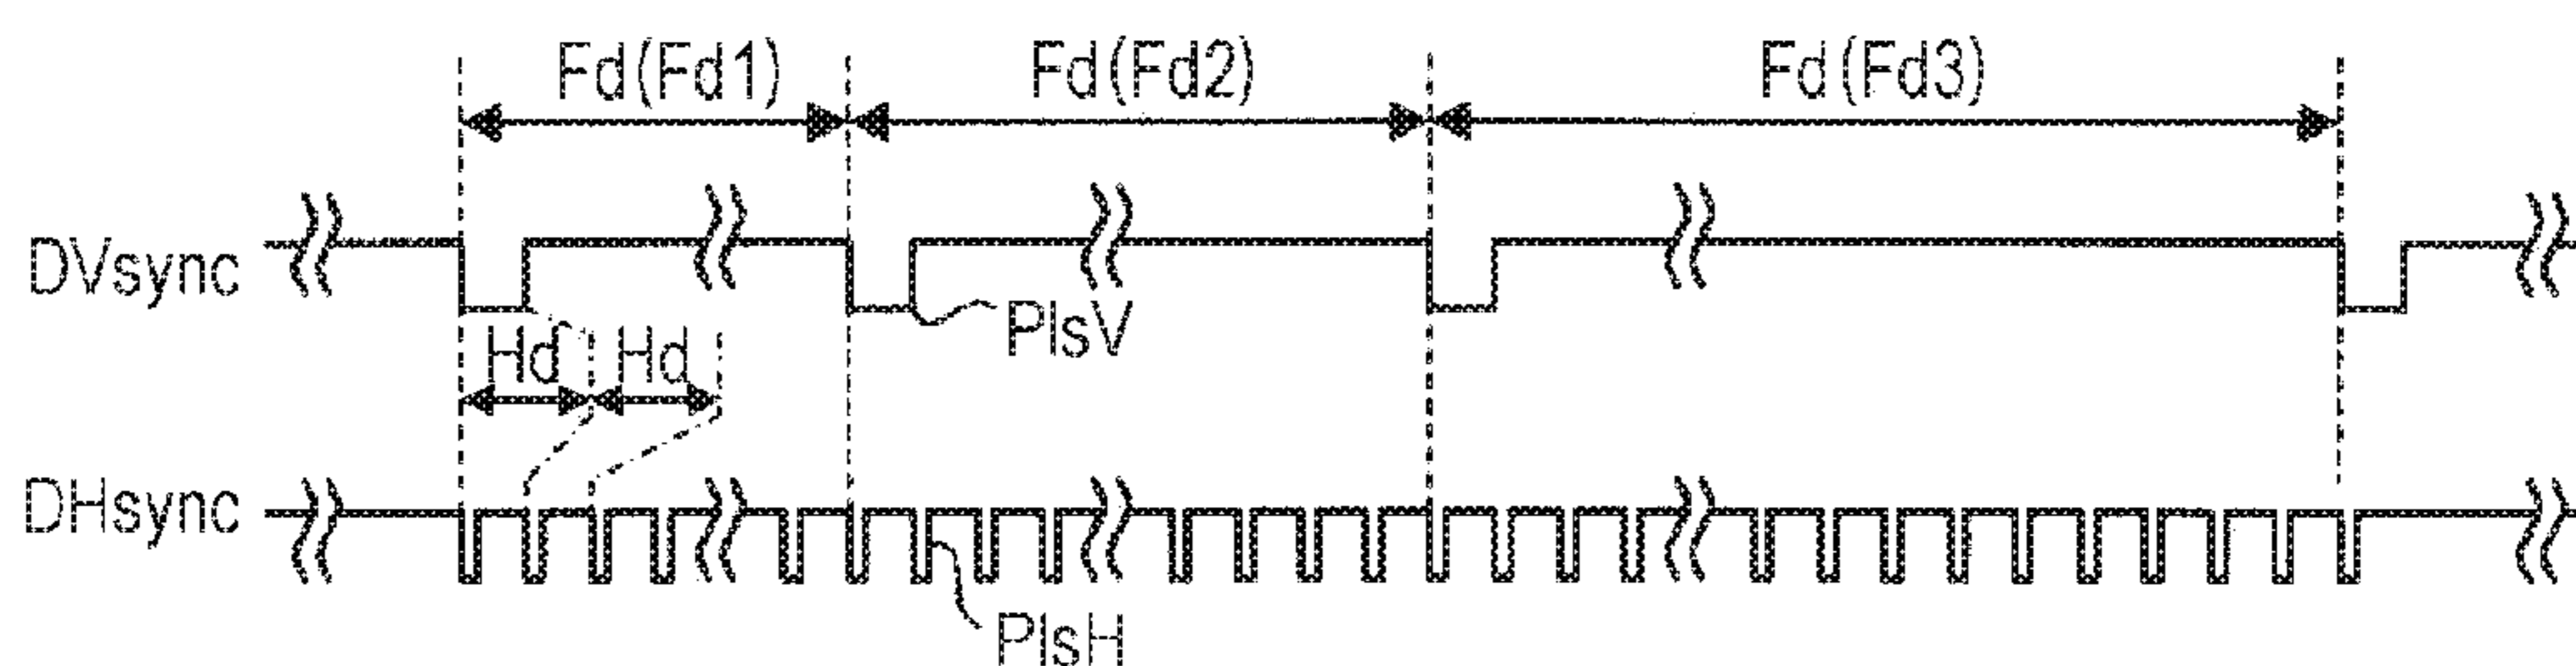 Fd(Fd1) Fd(Fd2) Fd(Fd3)
DVsync
PlsV
Hd Hd
DHsync
PlsH